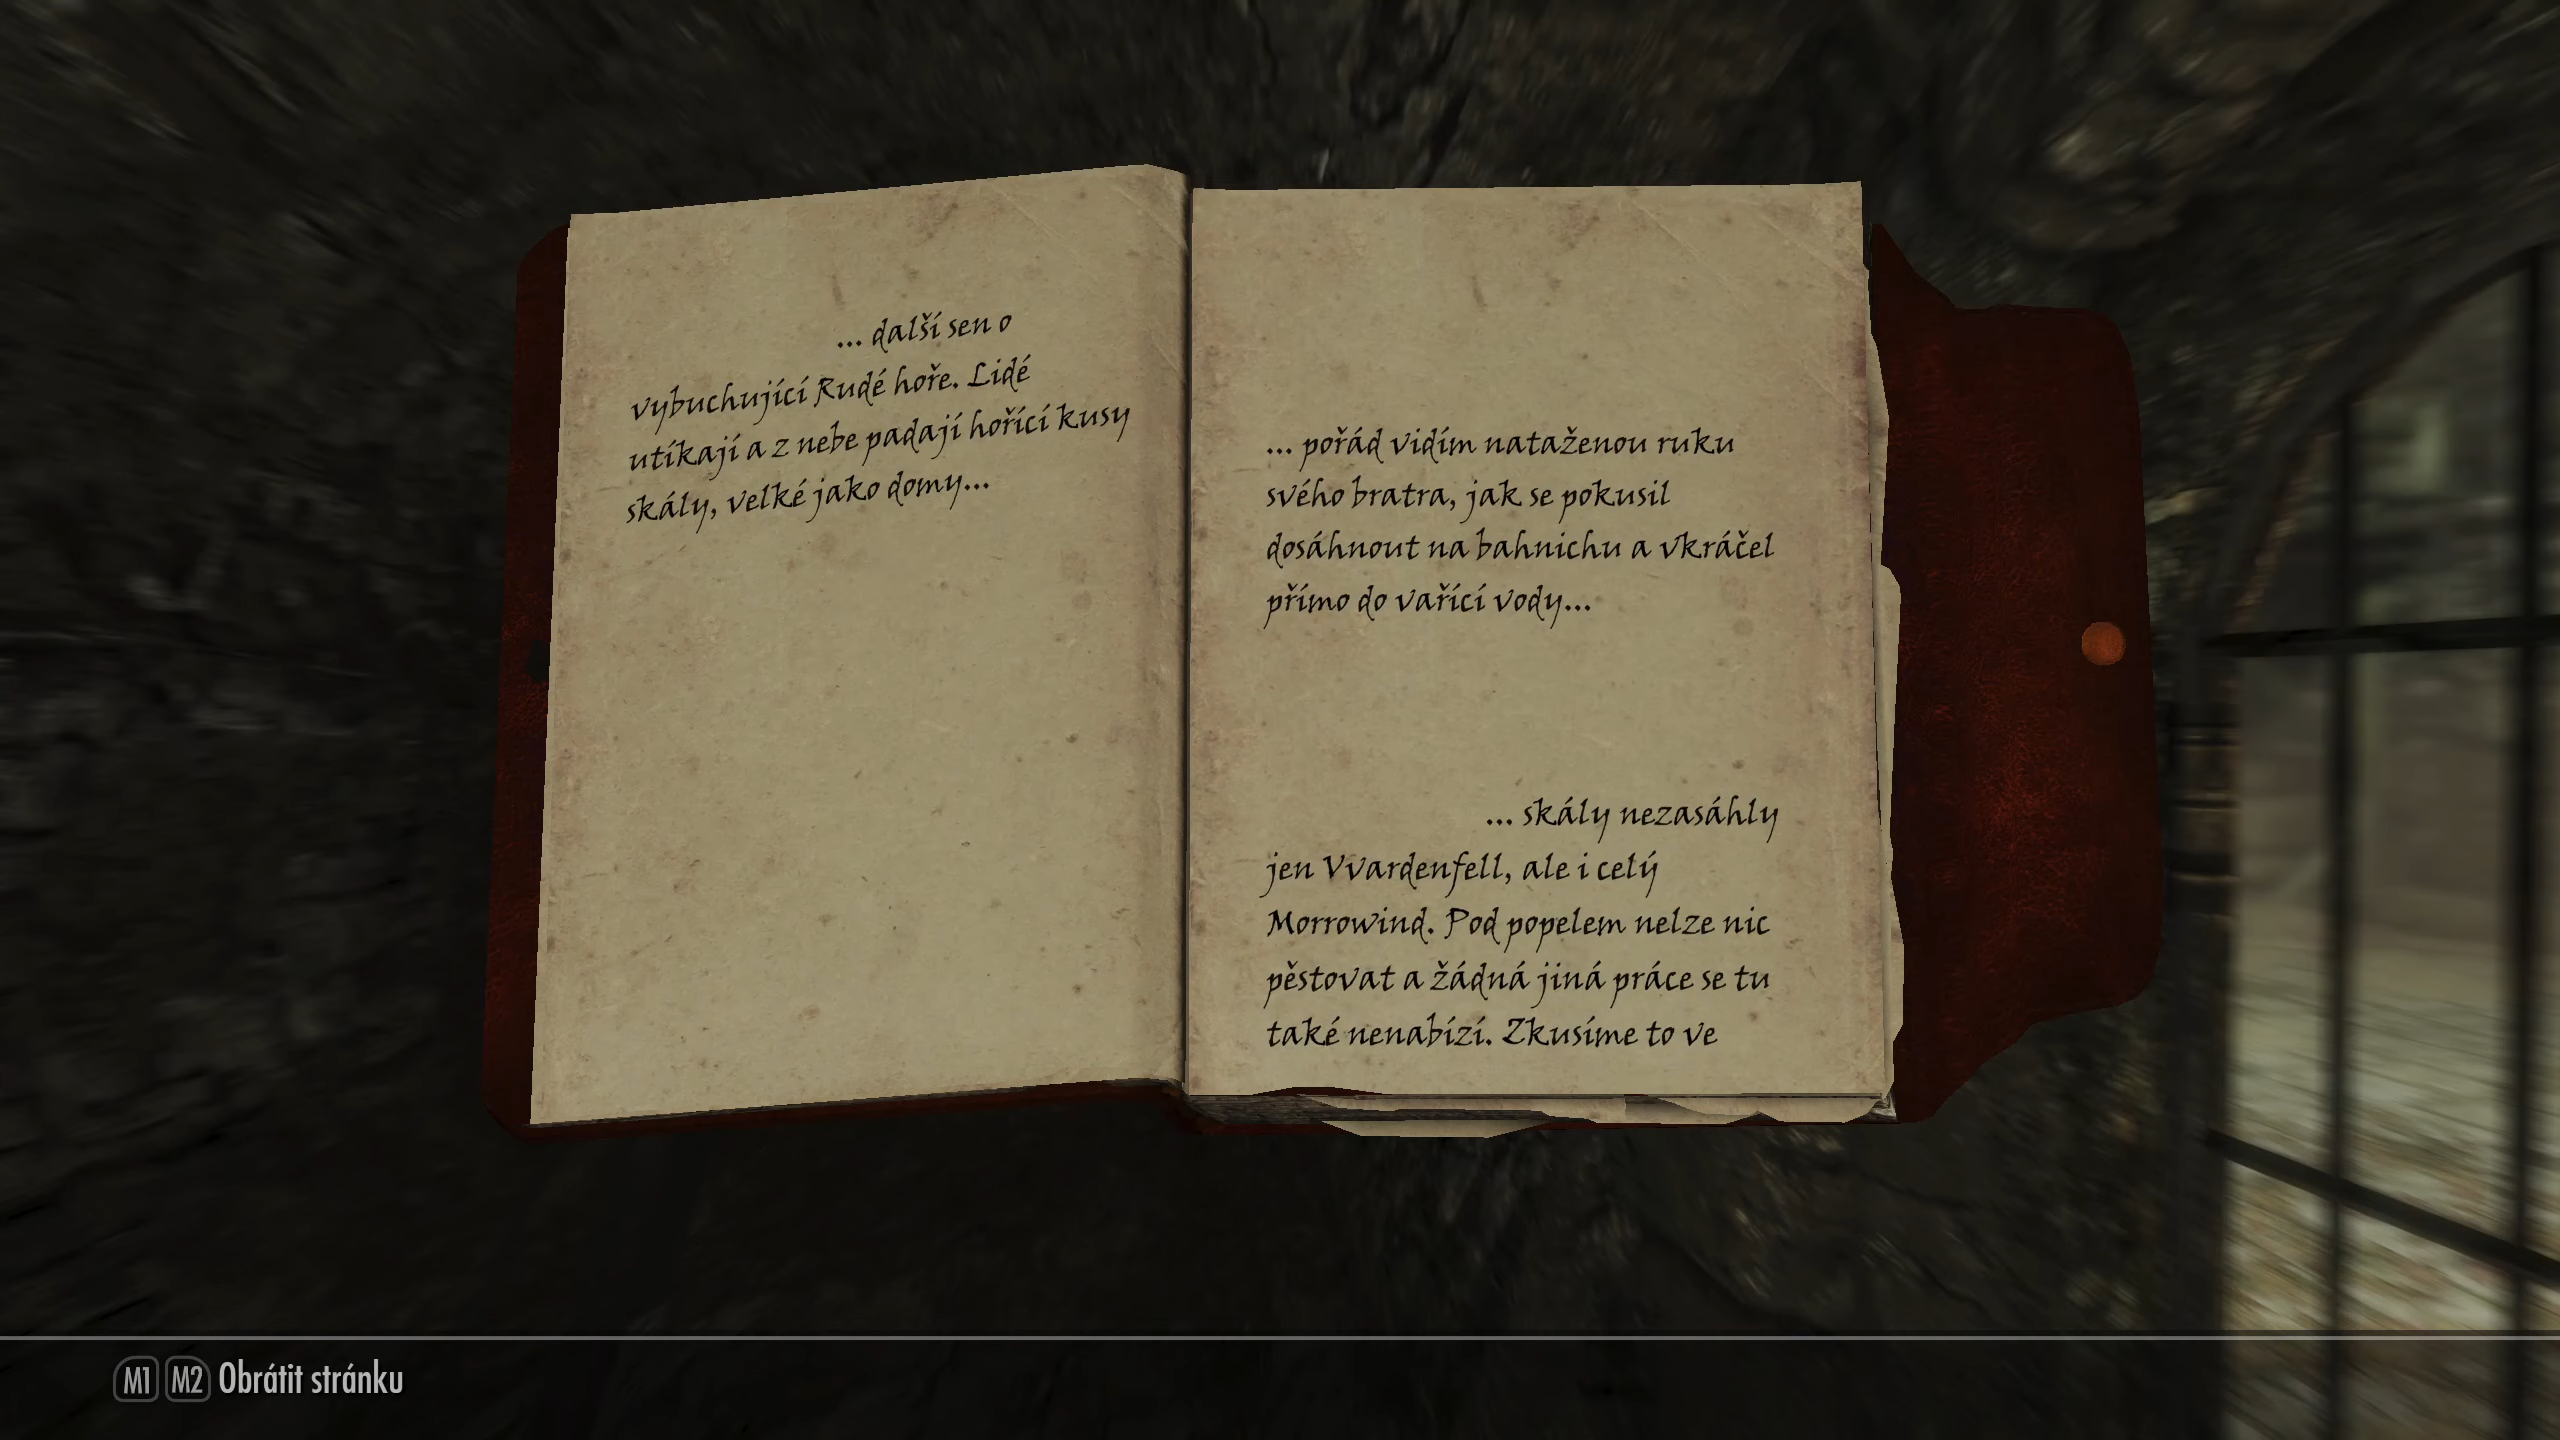 ... další sen o
vybuchující Rudé hoře. Lidé
utíkají a z nebe padají hořící kusy
skály, velké jako domy...
... pořád vidím nataženou ruku
svého bratra, jak se pokusil
dosáhnout na bahnichu a vkráčel
přímo do vařící vody...
... skály nezasáhly
jen Vvardenfell, ale i celý
Morrowind. Pod popelem nelze nic
pěstovat a žádná jiná práce se tu
také nenabízí. Zkusíme to ve
M1 M2 Obrátit stránku